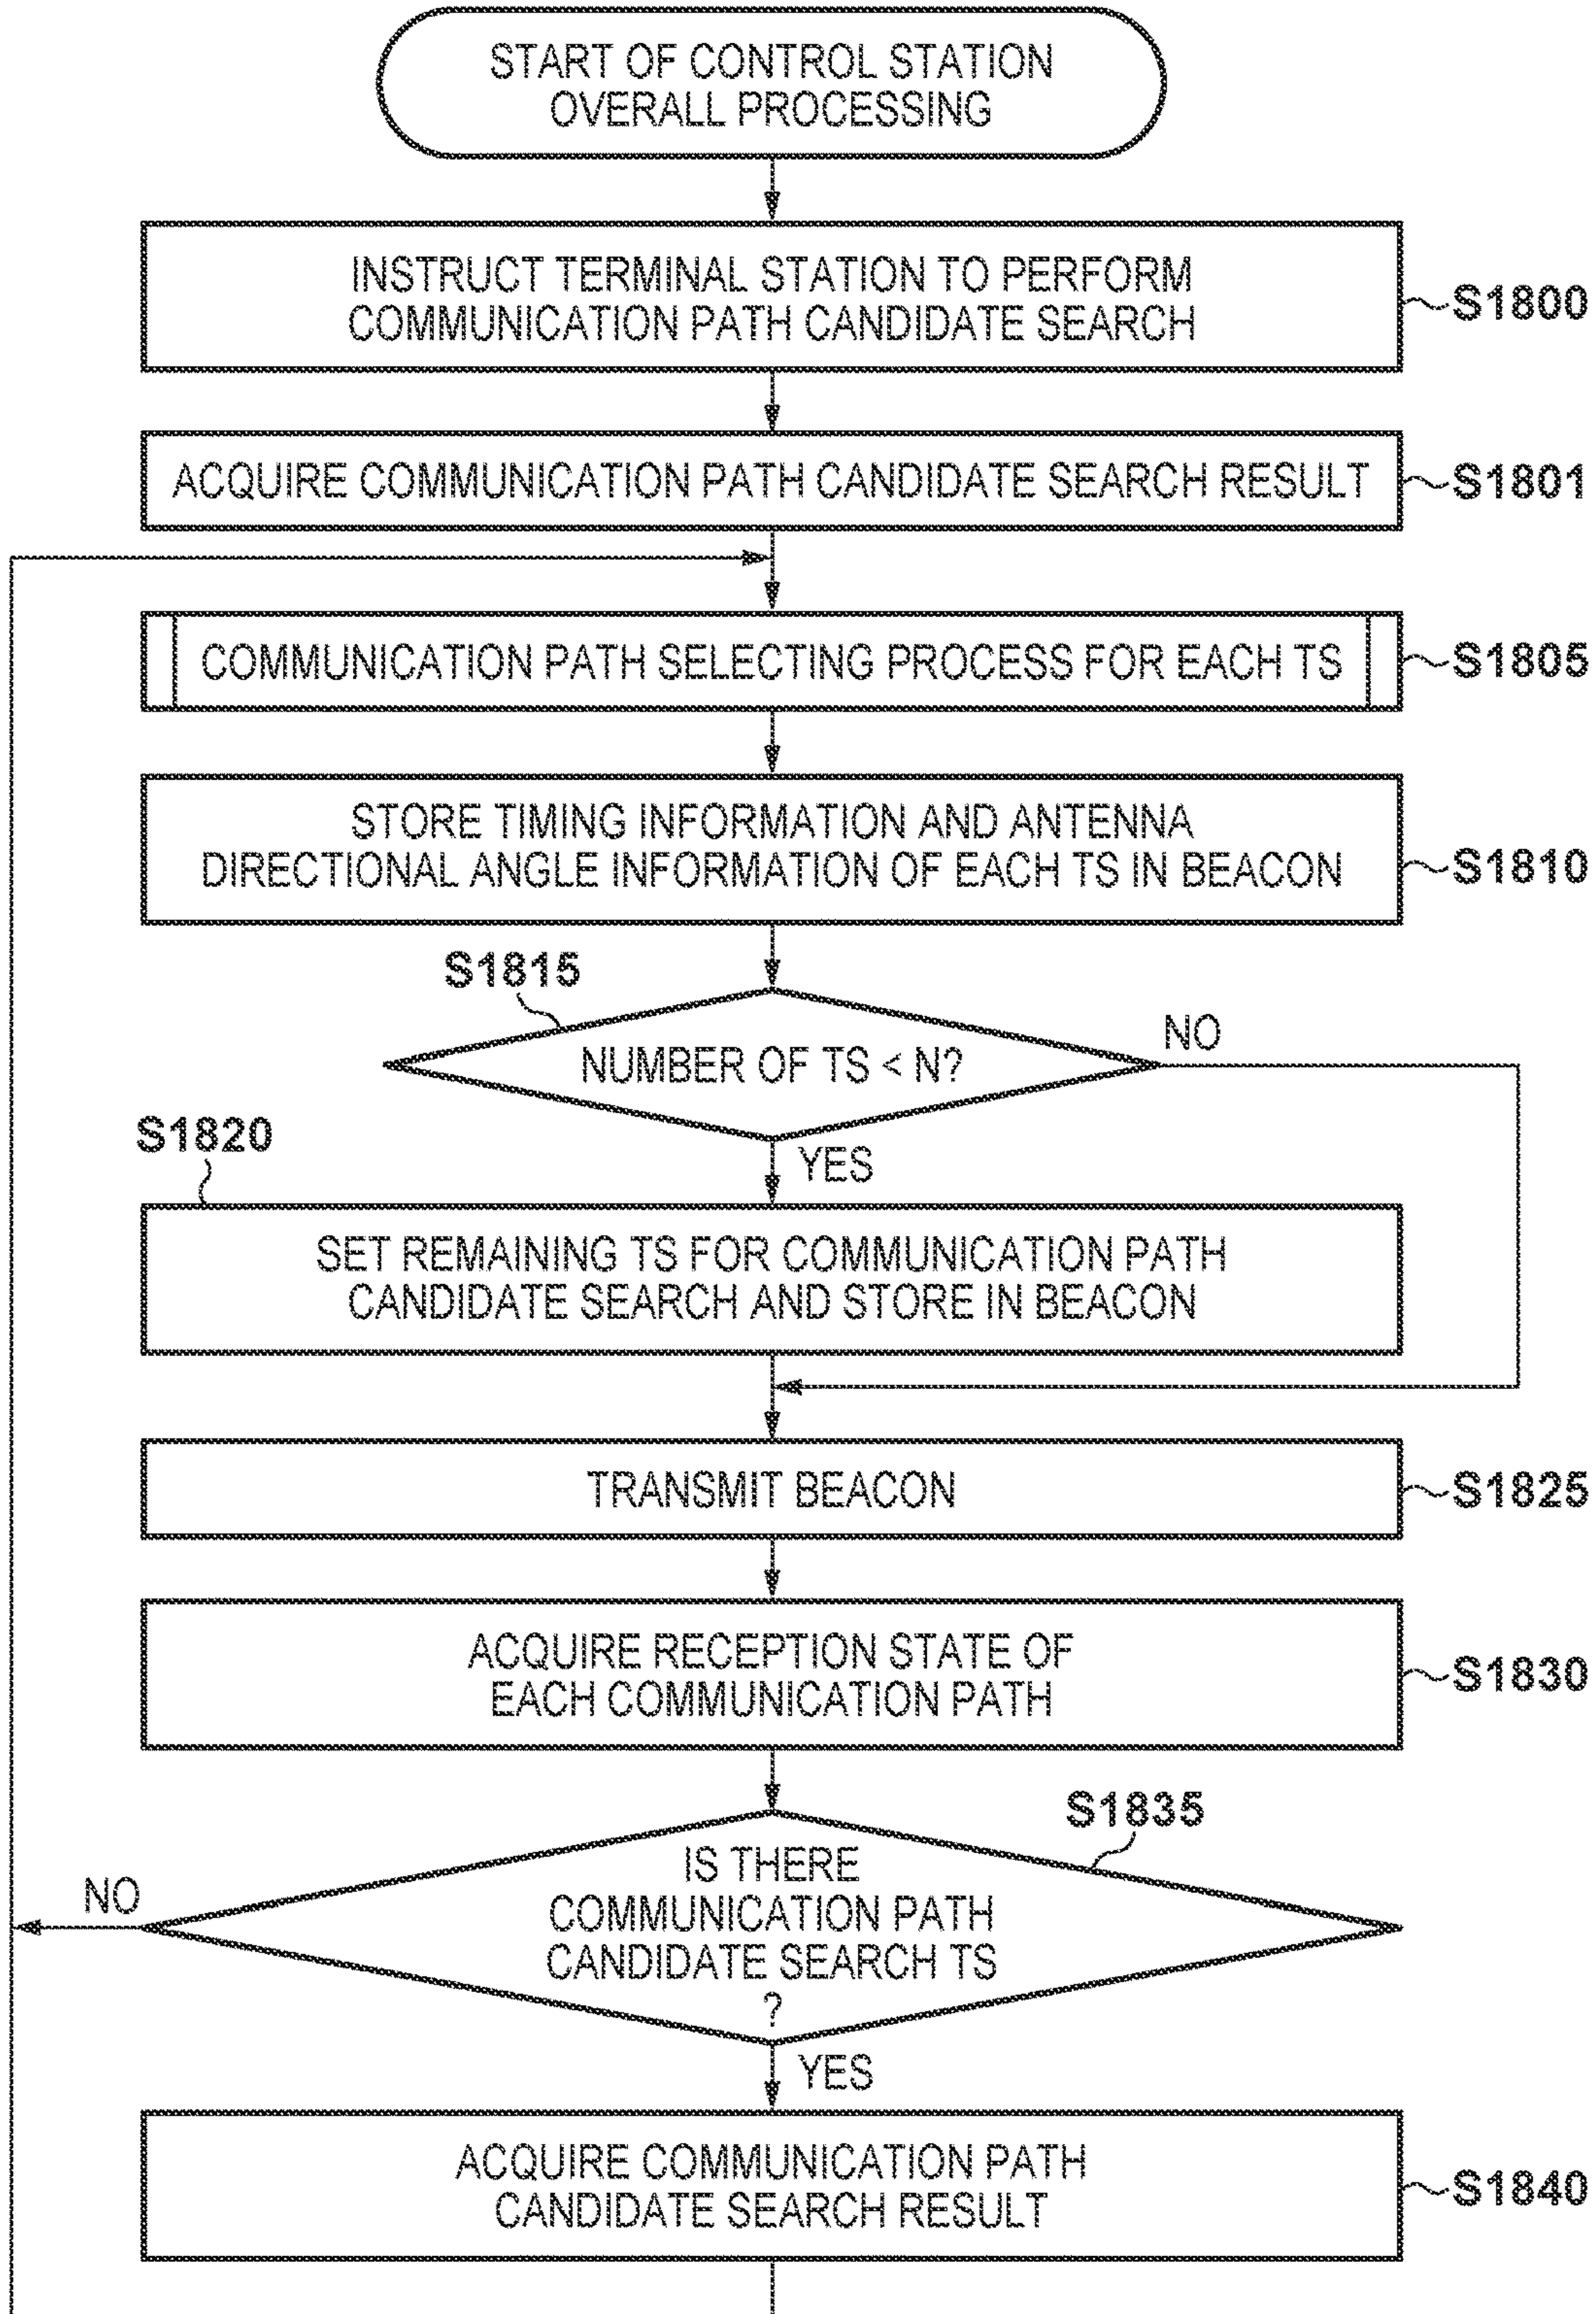 START OF CONTROL STATION
OVERALL PROCESSING
INSTRUCT TERMINAL STATION TO PERFORM
COMMUNICATION PATH CANDIDATE SEARCH
S1800
ACQUIRE COMMUNICATION PATH CANDIDATE SEARCH RESULT
S1801
COMMUNICATION PATH SELECTING PROCESS FOR EACH TS
S1805
STORE TIMING INFORMATION AND ANTENNA
DIRECTIONAL ANGLE INFORMATION OF EACH TS IN BEACON
S1810
S1815
NUMBER OF TS < N?
NO
YES
S1820
SET REMAINING TS FOR COMMUNICATION PATH
CANDIDATE SEARCH AND STORE IN BEACON
TRANSMIT BEACON
S1825
ACQUIRE RECEPTION STATE OF
EACH COMMUNICATION PATH
S1830
S1835
IS THERE
COMMUNICATION PATH
CANDIDATE SEARCH TS
?
NO
YES
ACQUIRE COMMUNICATION PATH
CANDIDATE SEARCH RESULT
S1840